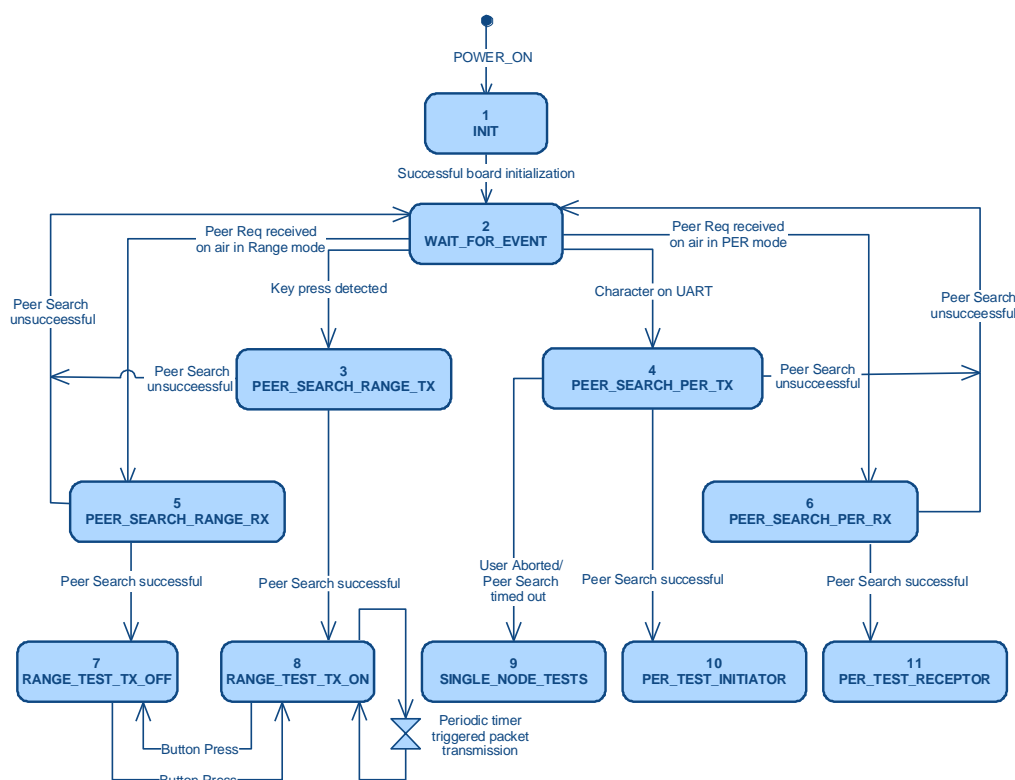 POWER_ON
1
INIT
Successful board initialization
2
WAIT_FOR_EVENT
Peer Req received
on air in Range mode
Peer Req received
on air in PER mode
Key press detected
Character on UART
Peer Search
unsucceessful
Peer Search
unsucceessful
3
PEER_SEARCH_RANGE_TX
Peer Search
unsucceessful
4
PEER_SEARCH_PER_TX
Peer Search
unsucceessful
5
PEER_SEARCH_RANGE_RX
6
PEER_SEARCH_PER_RX
Peer Search successful
Peer Search successful
User Aborted/
Peer Search
timed out
Peer Search successful
Peer Search successful
7
RANGE_TEST_TX_OFF
8
RANGE_TEST_TX_ON
9
SINGLE_NODE_TESTS
10
PER_TEST_INITIATOR
11
PER_TEST_RECEPTOR
Periodic timer
triggered packet
transmission
Button Press
Button Press